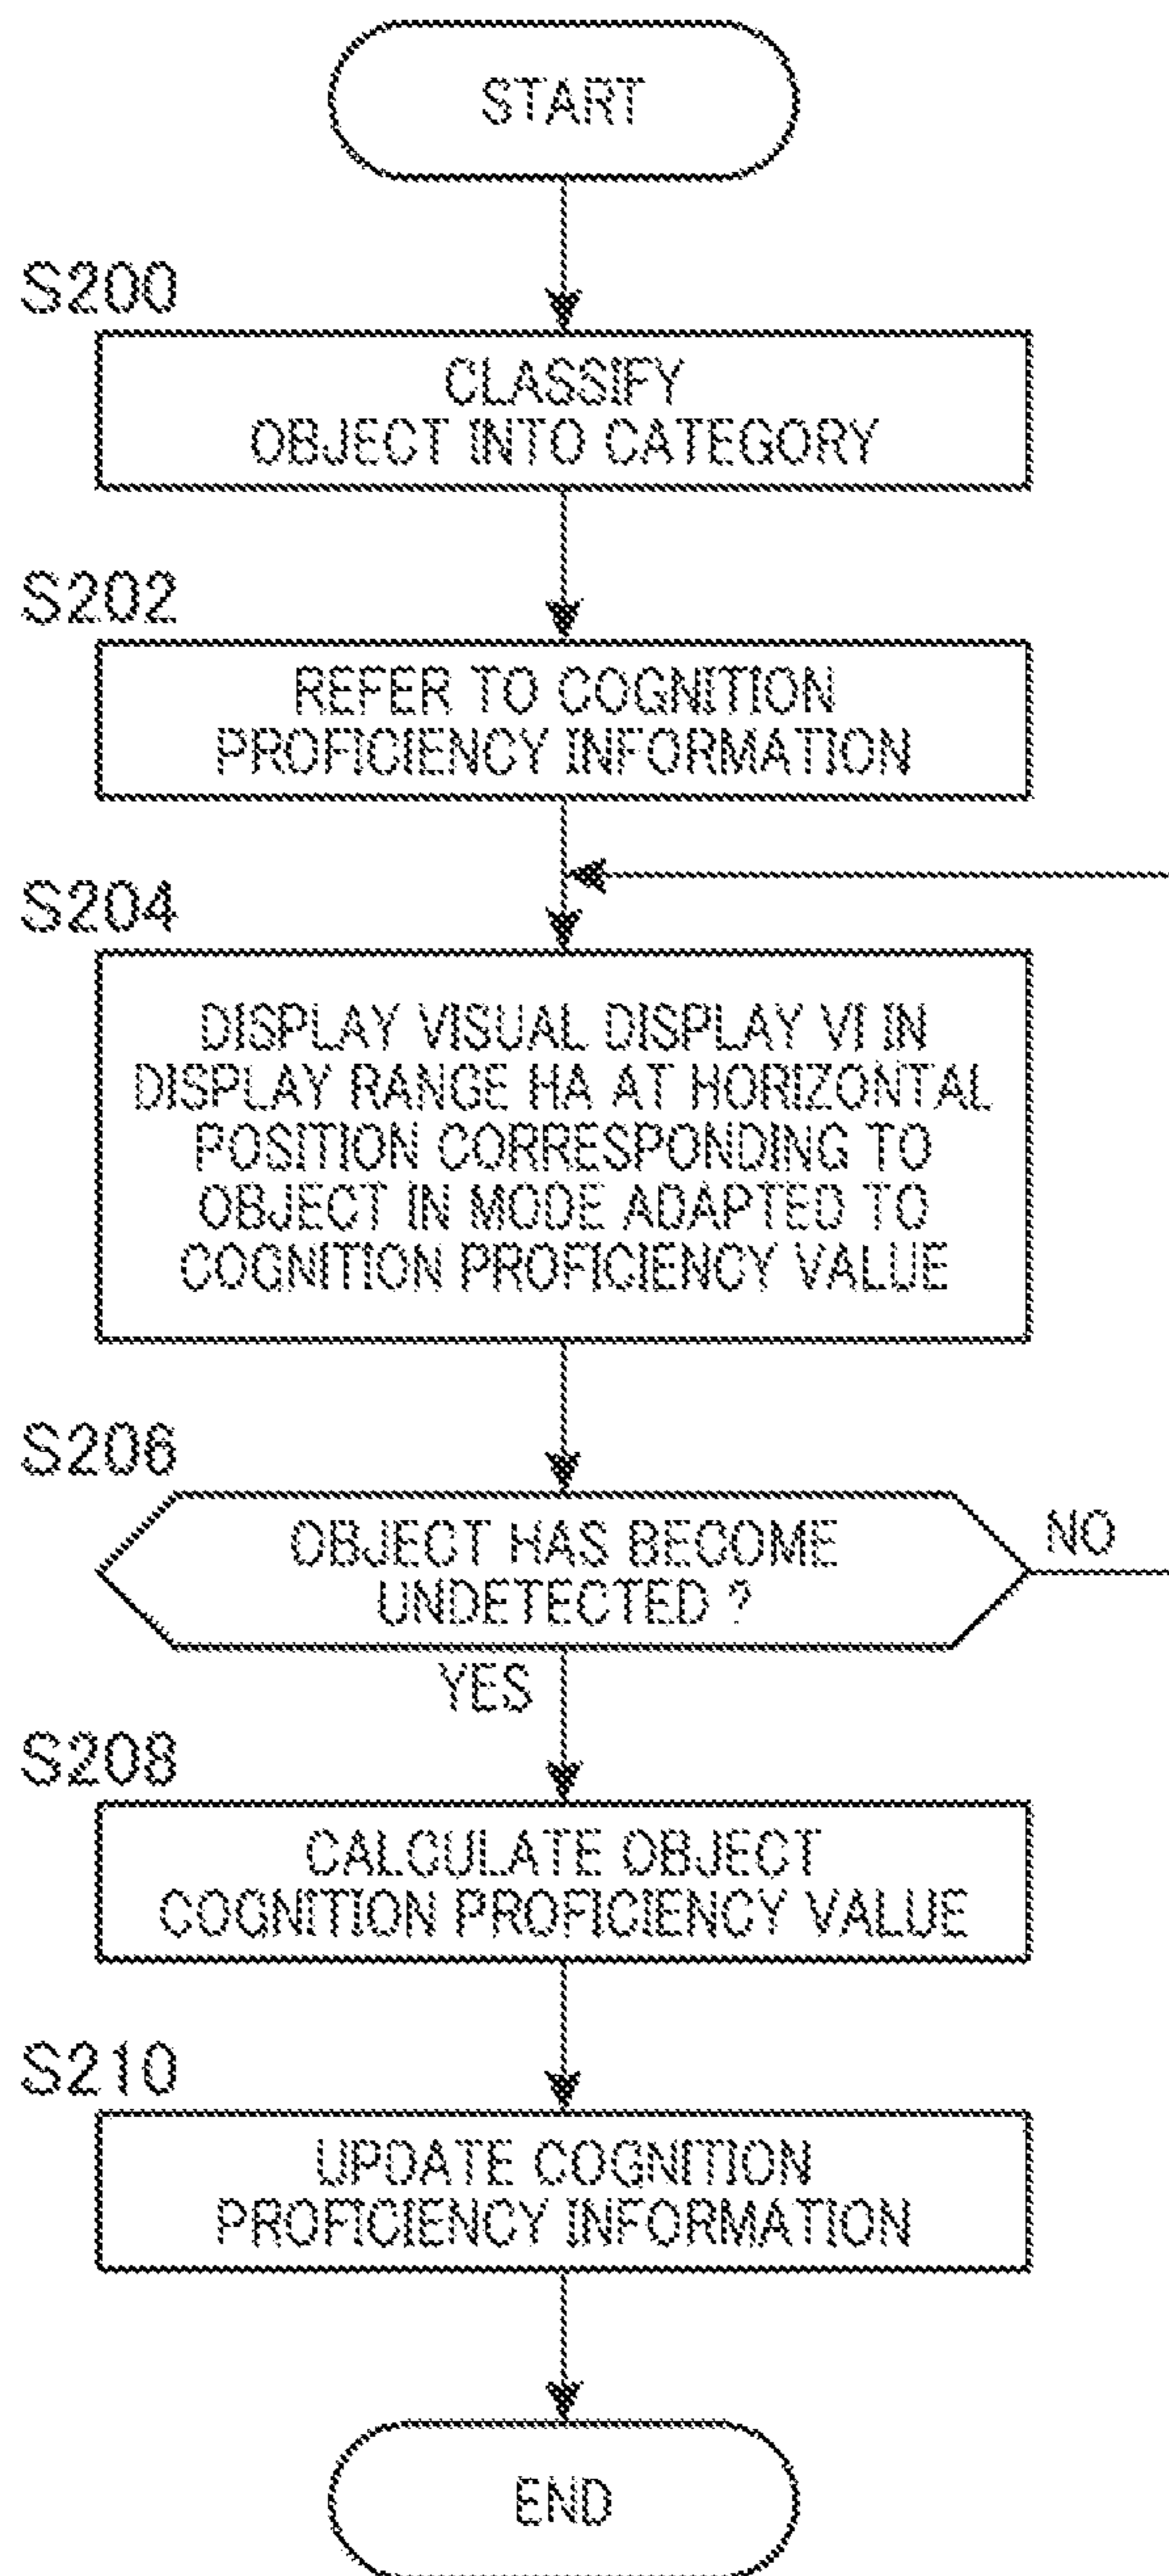 START
S200
CLASSIFY
OBJECT INTO CATEGORY
S202
REFER TO COGNITION
PROFICIENCY INFORMATION
S204
DISPLAY VISUAL DISPLAY VI IN
DISPLAY RANGE HA AT HORIZONTAL
POSITION CORRESPONDING TO
OBJECT IN MODE ADAPTED TO
COGNITION PROFICIENCY VALUE
S206
OBJECT HAS BECOME
UNDETECTED ?
NO
YES
S208
CALCULATE OBJECT
COGNITION PROFICIENCY VALUE
S210
UPDATE COGNITION
PROFICIENCY INFORMATION
END